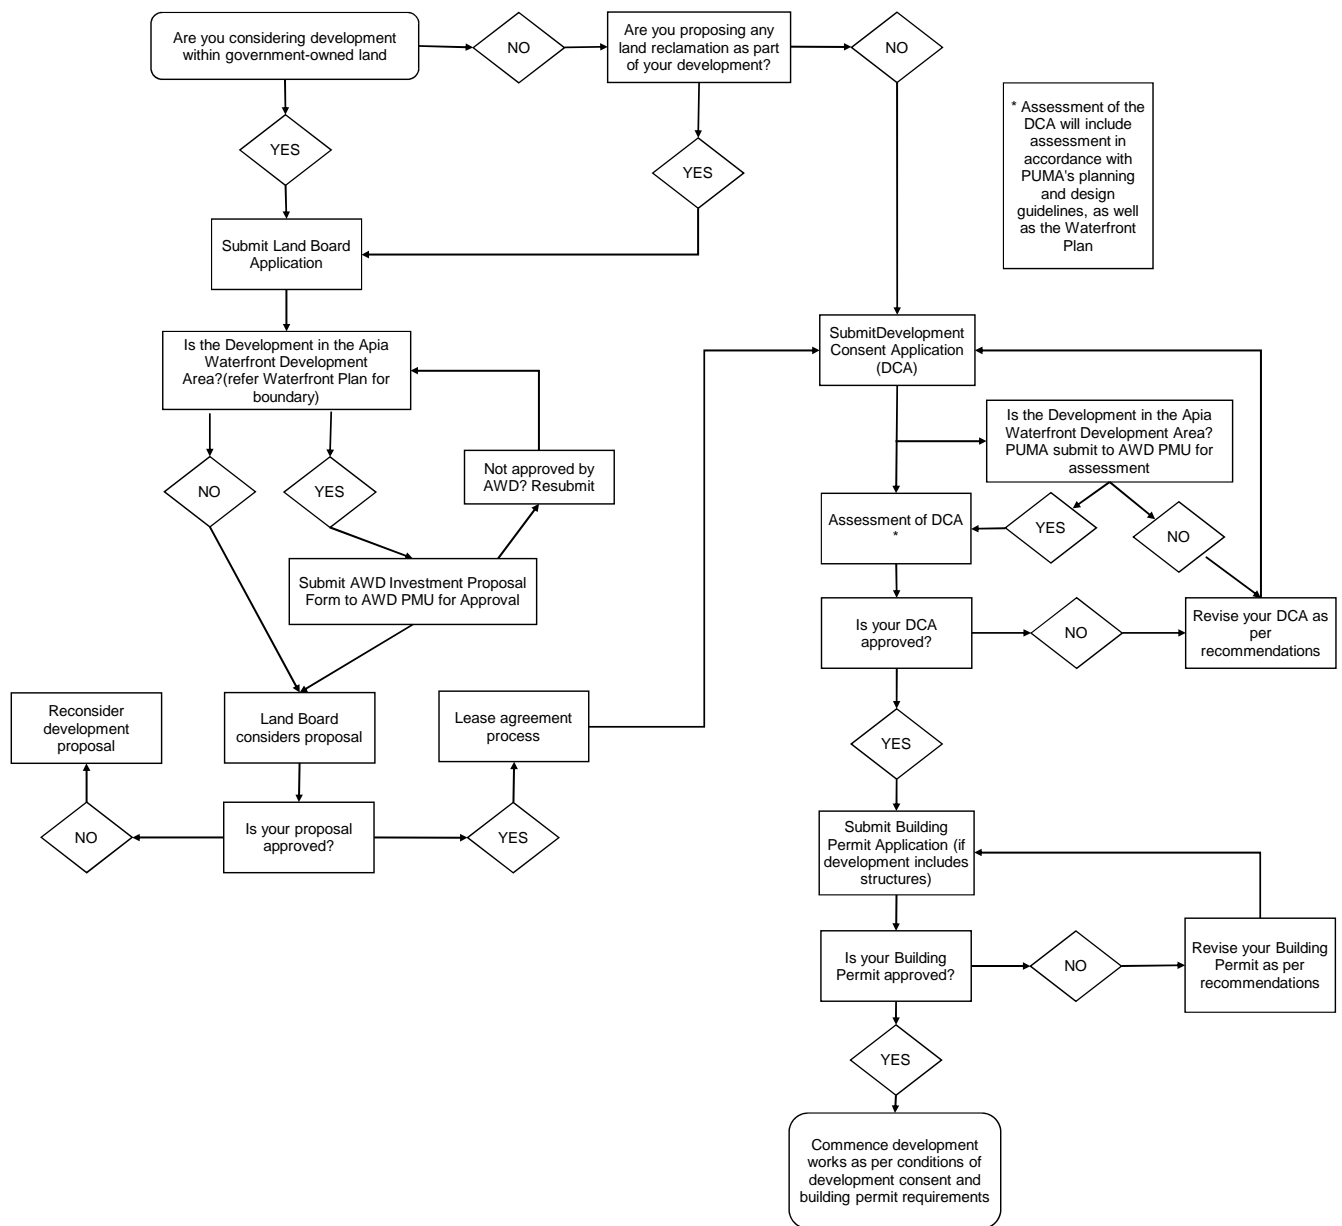 Are you considering development
within government-owned land
NO
Are you proposing any
land reclamation as part
of your development?
NO
YES
YES
* Assessment of the
DCA will include
assessment in
accordance with
PUMA's planning
and design
guidelines, as well
as the Waterfront
Plan
Submit Land Board
Application
Is the Development in the Apia
Waterfront Development
Area?(refer Waterfront Plan for
boundary)
NO
YES
Not approved by
AWD? Resubmit
Submit AWD Investment Proposal
Form to AWD PMU for Approval
Reconsider
development
proposal
Land Board
considers proposal
Lease agreement
process
NO
Is your proposal
approved?
YES
SubmitDevelopment
Consent Application
(DCA)
Is the Development in the Apia
Waterfront Development Area?
PUMA submit to AWD PMU for
assessment
Assessment of DCA
*
YES
NO
Is your DCA
approved?
NO
Revise your DCA as
per
recommendations
YES
Submit Building
Permit Application (if
development includes
structures)
Is your Building
Permit approved?
NO
Revise your Building
Permit as per
recommendations
YES
Commence development
works as per conditions of
development consent and
building permit requirements